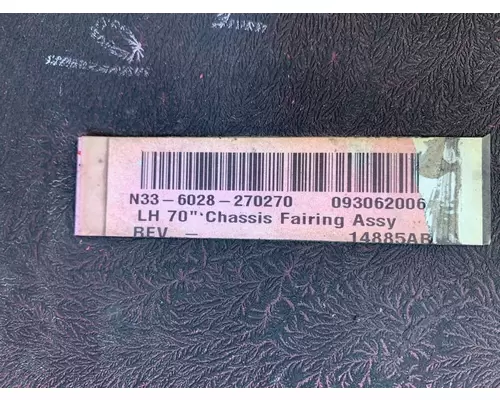 N33-6028-270270 093062006
LH 70" Chassis Fairing Assy
REV - 14885AB